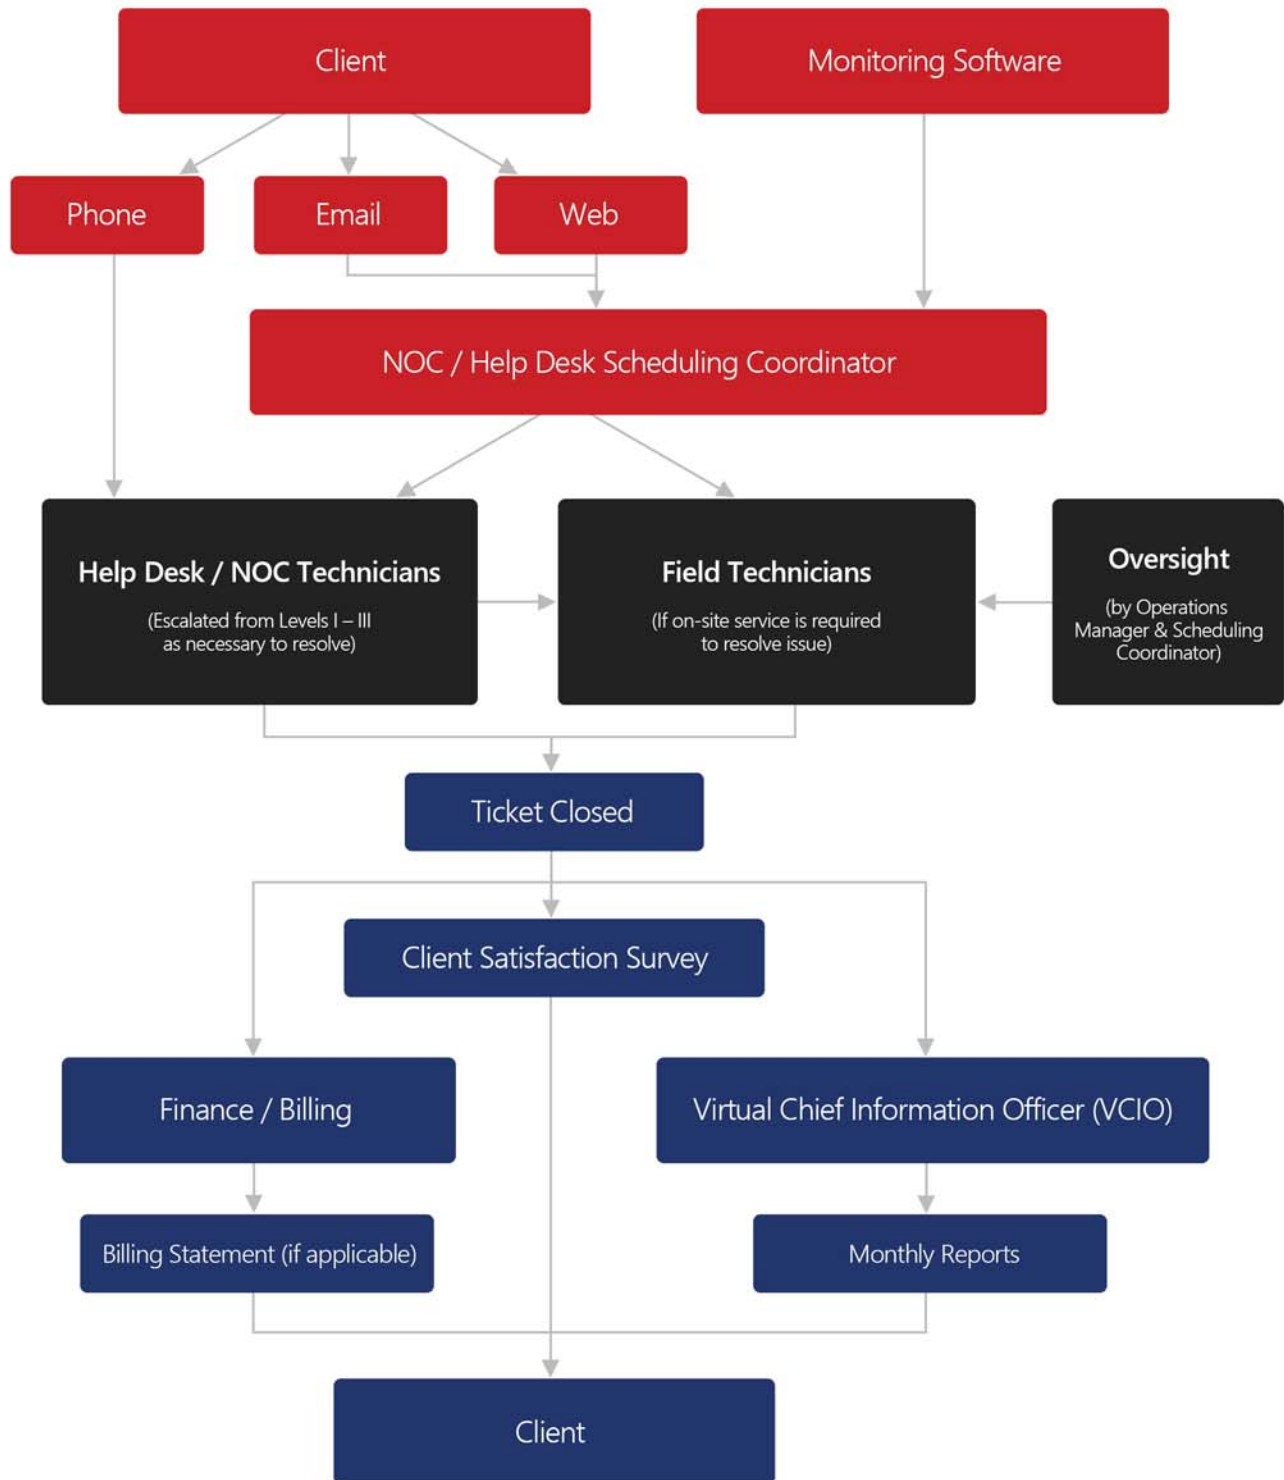 Client
Monitoring Software
Phone
Email
Web
NOC / Help Desk Scheduling Coordinator
Help Desk / NOC Technicians
(Escalated from Levels I – III
as necessary to resolve)
Field Technicians
(If on-site service is required
to resolve issue)
Oversight
(by Operations
Manager & Scheduling
Coordinator)
Ticket Closed
Client Satisfaction Survey
Finance / Billing
Virtual Chief Information Officer (VCIO)
Billing Statement (if applicable)
Monthly Reports
Client